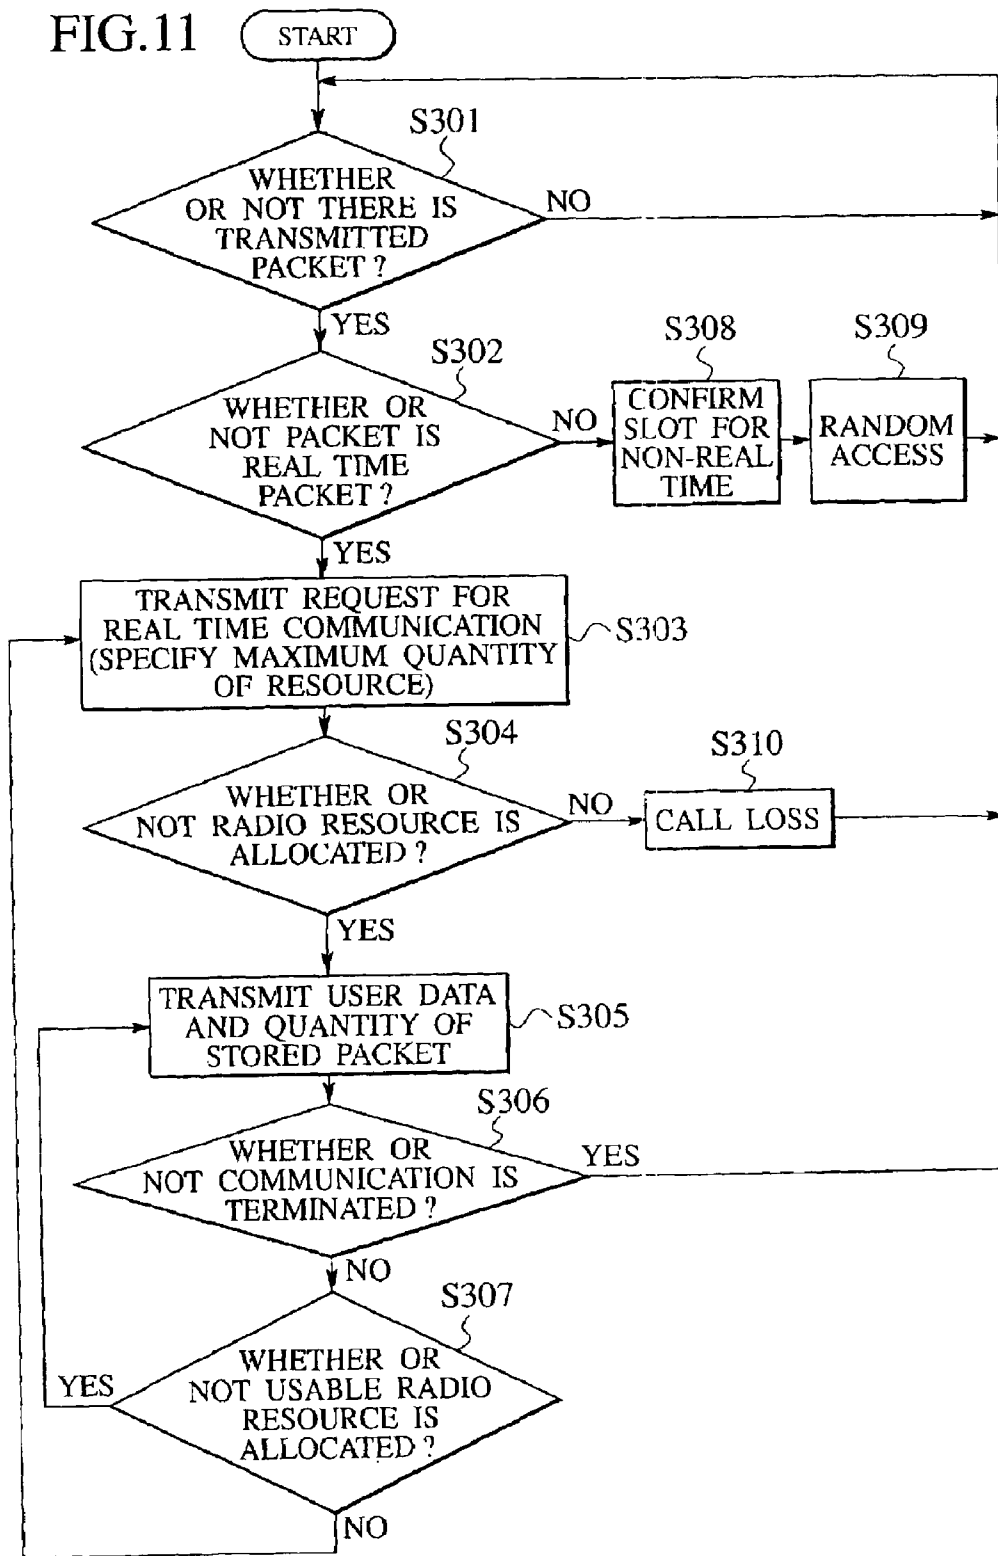 FIG.11
START
S301
WHETHER
OR NOT THERE IS
TRANSMITTED
PACKET?
NO
YES
S302
WHETHER OR
NOT PACKET IS
REAL TIME
PACKET?
NO
S308
CONFIRM
SLOT FOR
NON-REAL
TIME
S309
RANDOM
ACCESS
YES
TRANSMIT REQUEST FOR
REAL TIME COMMUNICATION
(SPECIFY MAXIMUM QUANTITY
OF RESOURCE)
S303
S304
WHETHER OR
NOT RADIO RESOURCE IS
ALLOCATED?
NO
S310
CALL LOSS
YES
TRANSMIT USER DATA
AND QUANTITY OF
STORED PACKET
S305
S306
WHETHER OR
NOT COMMUNICATION IS
TERMINATED?
YES
NO
S307
WHETHER OR
NOT USABLE RADIO
RESOURCE IS
ALLOCATED?
YES
NO